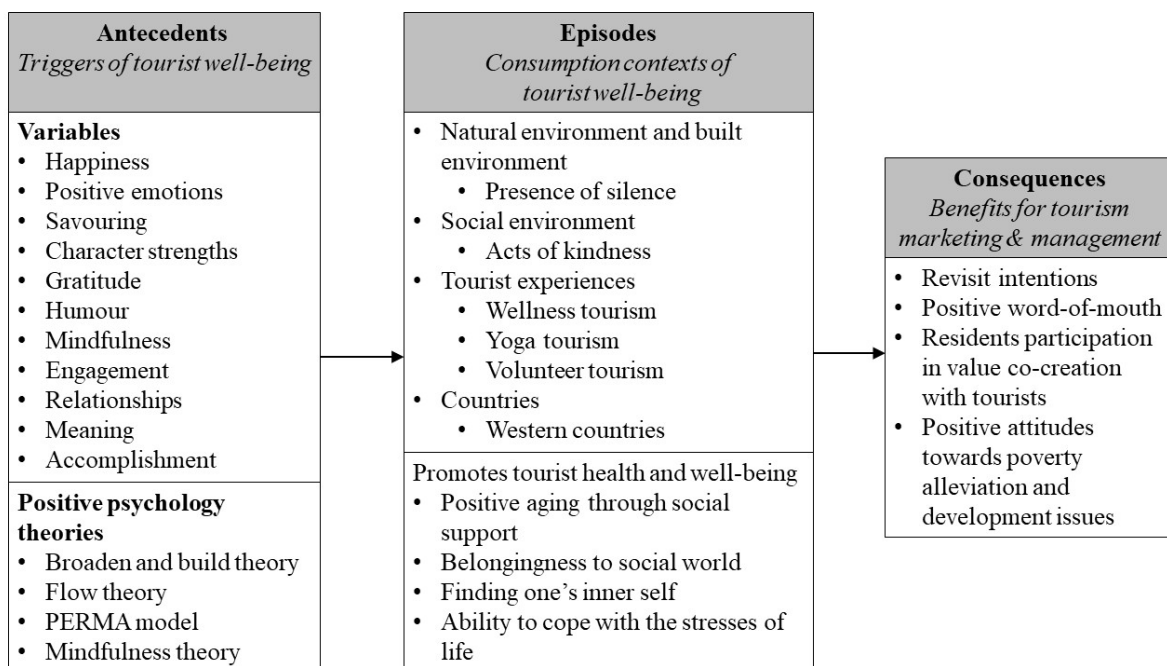 Antecedents
Triggers of tourist well-being
Variables
• Happiness
• Positive emotions
• Savouring
• Character strengths
• Gratitude
• Humour
• Mindfulness
• Engagement
• Relationships
• Meaning
• Accomplishment
Positive psychology
theories
• Broaden and build theory
• Flow theory
• PERMA model
• Mindfulness theory
Episodes
Consumption contexts of
tourist well-being
• Natural environment and built
environment
• Presence of silence
• Social environment
• Acts of kindness
• Tourist experiences
• Wellness tourism
• Yoga tourism
• Volunteer tourism
• Countries
• Western countries
Promotes tourist health and well-being
• Positive aging through social
support
• Belongingness to social world
• Finding one’s inner self
• Ability to cope with the stresses of
life
Consequences
Benefits for tourism
marketing & management
• Revisit intentions
• Positive word-of-mouth
• Residents participation
in value co-creation
with tourists
• Positive attitudes
towards poverty
alleviation and
development issues